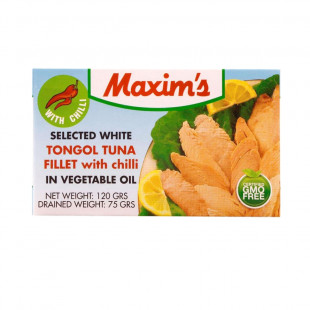 Maxim's
WITH CHILLI
SELECTED WHITE
TONGOL TUNA
FILLET with chilli
IN VEGETABLE OIL
NET WEIGHT: 120 GRS
DRAINED WEIGHT: 75 GRS
GMO
FREE